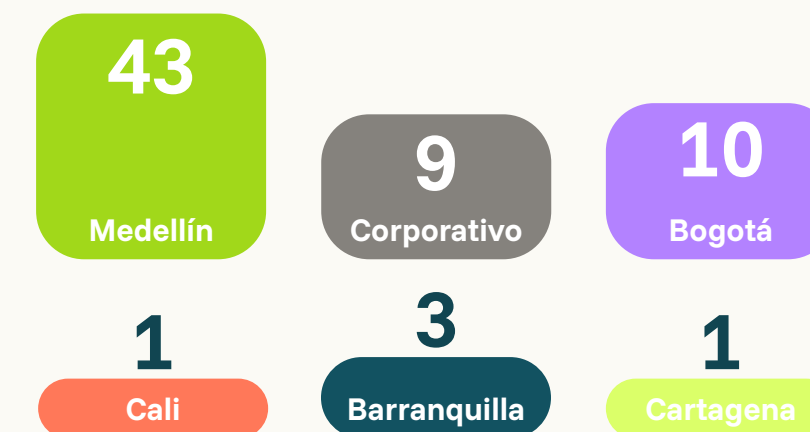 43
9
10
Medellín
Corporativo
Bogotá
1
3
1
Cali
Barranquilla
Cartagena